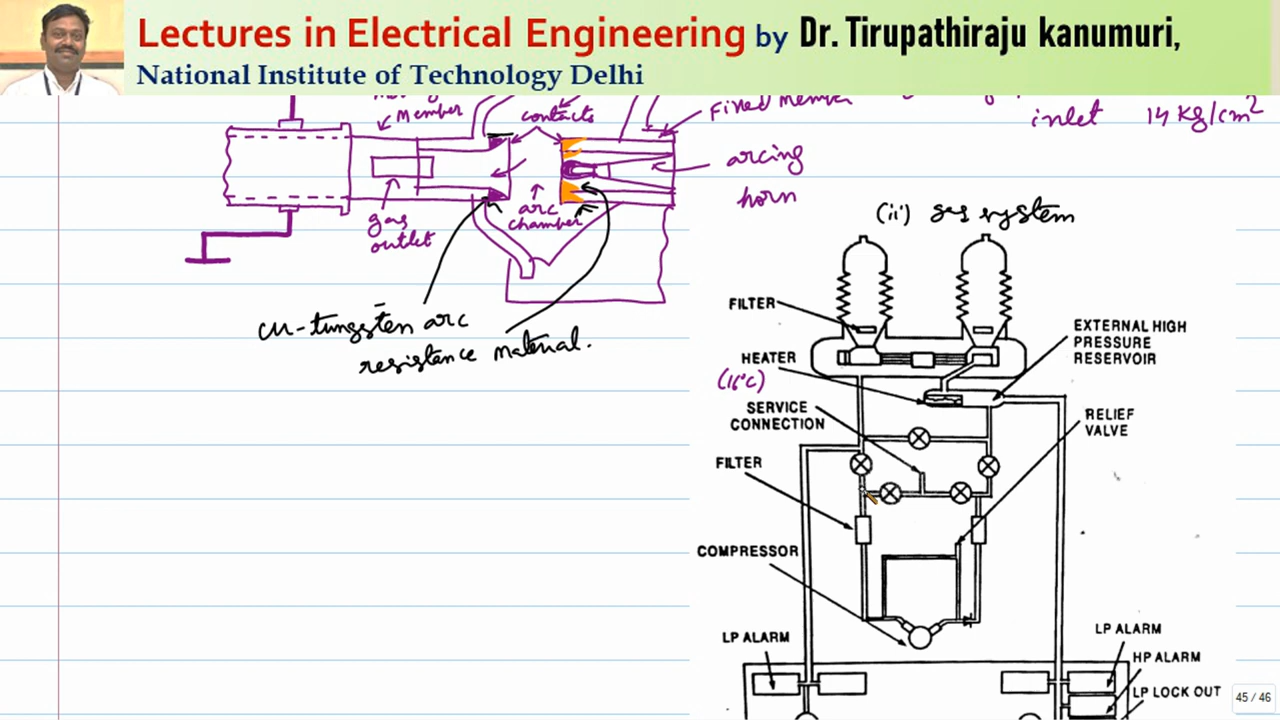 Lectures in Electrical Engineering by Dr. Tirupathiraju kanumuri,
National Institute of Technology Delhi
Member
contacts
Fixed Member
inlet 14 kg/cm²
arcing
horn
gas
outlet
arc
chamber
cu-tungsten arc
resistance material.
(ii) gas system
FILTER
HEATER
(16°C)
EXTERNAL HIGH
PRESSURE
RESERVOIR
SERVICE
CONNECTION
RELIEF
VALVE
FILTER
COMPRESSOR
LP ALARM
LP ALARM
HP ALARM
LP LOCK OUT
45 / 46